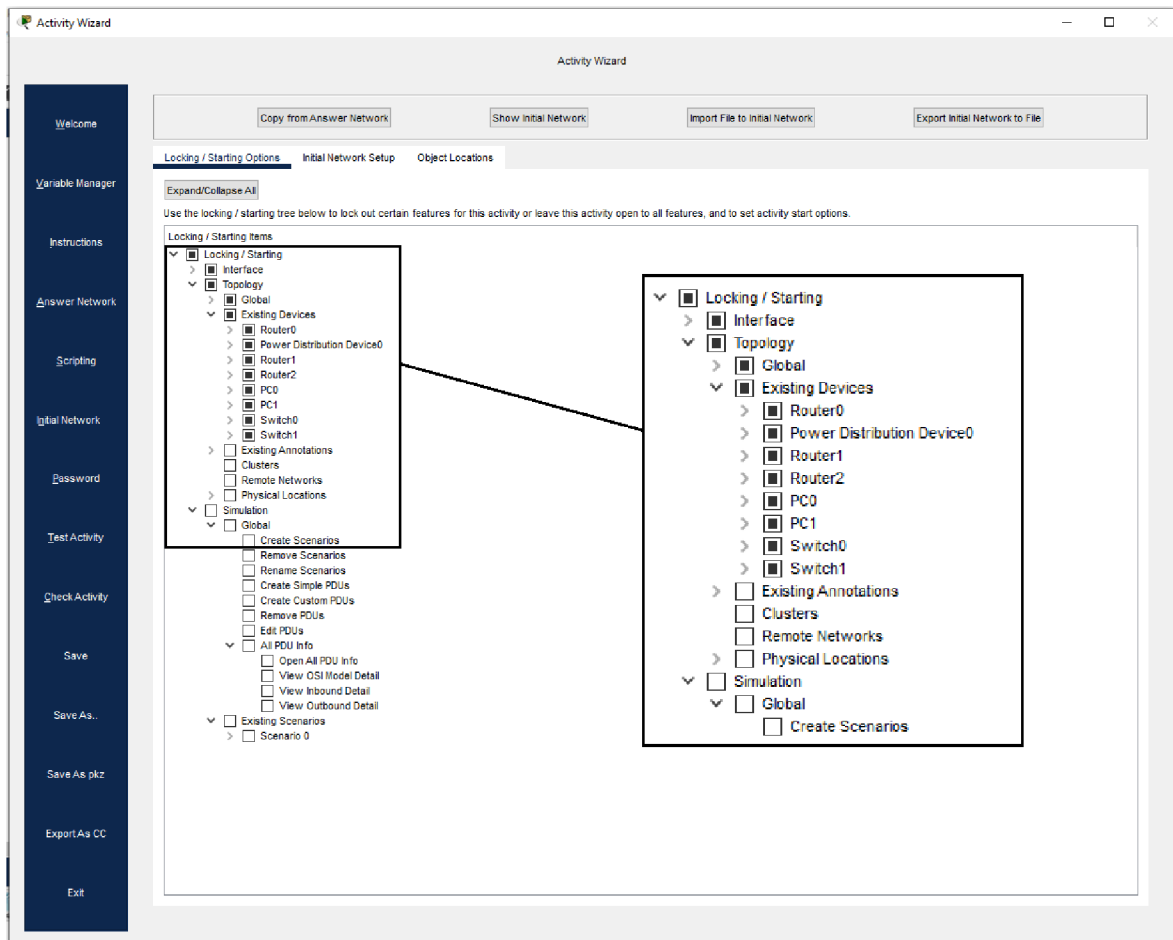 Activity Wizard
Activity Wizard
Welcome
Variable Manager
Instructions
Answer Network
Scripting
Initial Network
Password
Test Activity
Check Activity
Save
Save As..
Save As pkz
Export As CC
Exit
Copy from Answer Network
Show Initial Network
Import File to Initial Network
Export Initial Network to File
Locking / Starting Options
Initial Network Setup
Object Locations
Expand/Collapse All
Use the locking / starting tree below to lock out certain features for this activity or leave this activity open to all features, and to set activity start options.
Locking / Starting Items
Locking / Starting
Interface
Topology
Global
Existing Devices
Router0
Power Distribution Device0
Router1
Router2
PC0
PC1
Switch0
Switch1
Existing Annotations
Clusters
Remote Networks
Physical Locations
Simulation
Global
Create Scenarios
Remove Scenarios
Rename Scenarios
Create Simple PDUs
Create Custom PDUs
Remove PDUs
Edit PDUs
All PDU Info
Open All PDU Info
View OSI Model Detail
View Inbound Detail
View Outbound Detail
Existing Scenarios
Scenario 0
Locking / Starting
Interface
Topology
Global
Existing Devices
Router0
Power Distribution Device0
Router1
Router2
PC0
PC1
Switch0
Switch1
Existing Annotations
Clusters
Remote Networks
Physical Locations
Simulation
Global
Create Scenarios